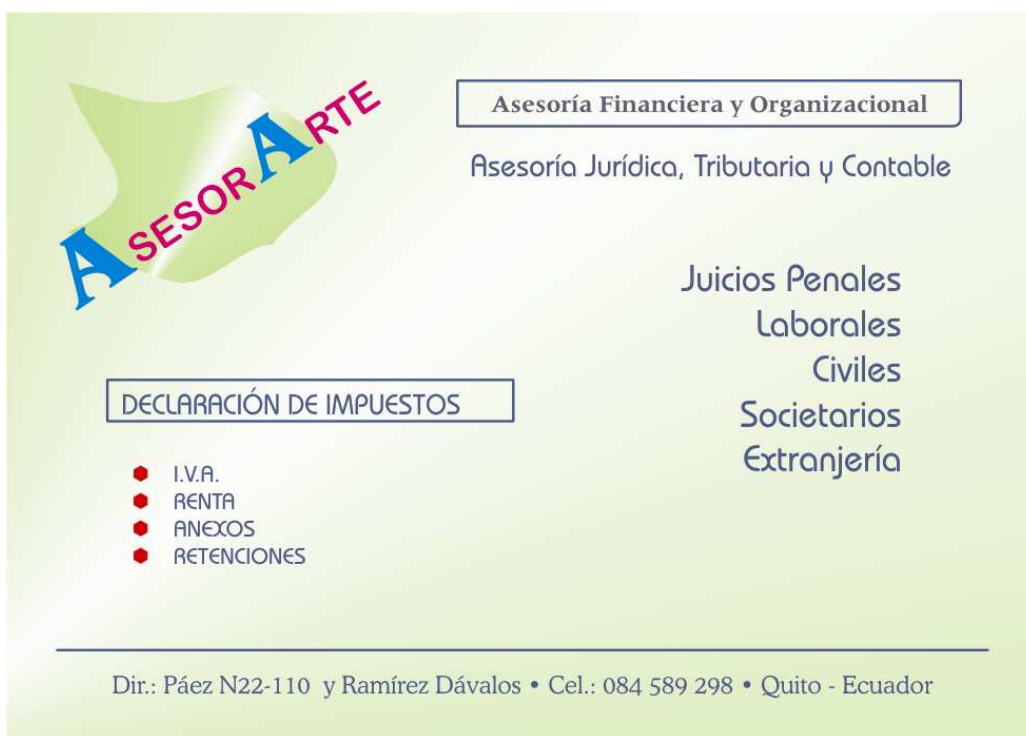 ASESORARTE
Asesoría Financiera y Organizacional
Asesoría Jurídica, Tributaria y Contable
Juicios Penales
Laborales
Civiles
Societarios
Extranjería
DECLARACIÓN DE IMPUESTOS
I.V.A.
RENTA
ANEXOS
RETENCIONES
Dir.: Páez N22-110 y Ramírez Dávalos • Cel.: 084 589 298 • Quito - Ecuador